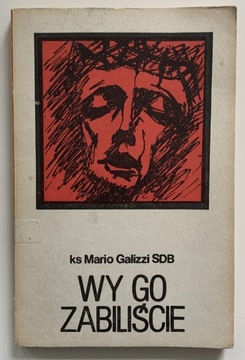 ks Mario Galizzi SDB
WY GO
ZABILIŚCIE